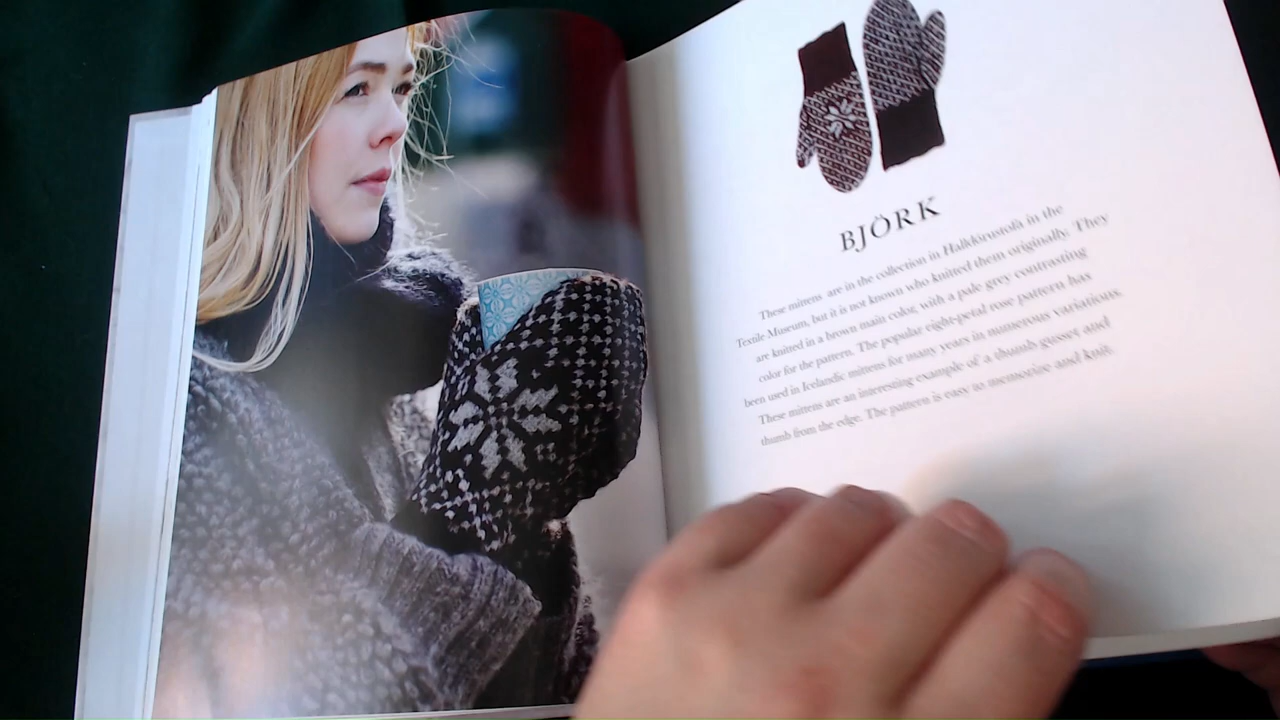 BJÖRK
These mittens are in the collection in Halldórustofa in the
Textile Museum, but it is not known who knitted them originally. They
are knitted in a brown main color, with a pale grey contrasting
color for the pattern. The popular eight-petal rose pattern has
been used in Icelandic mittens for many years in numerous variations.
These mittens are an interesting example of a thumb gusset and
thumb from the edge. The pattern is easy to memorize and knit.